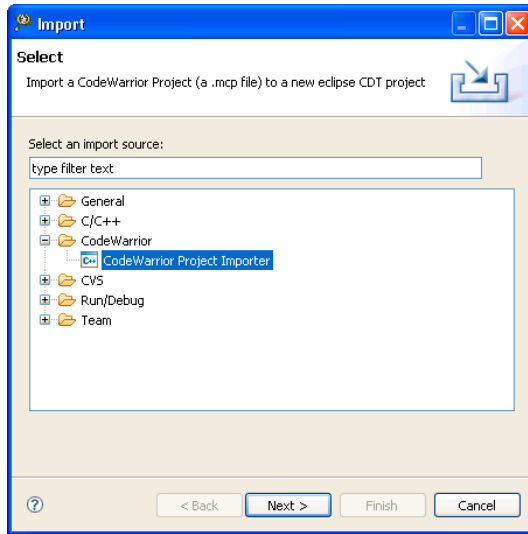 Import
Select
Import a CodeWarrior Project (a .mcp file) to a new eclipse CDT project
Select an import source:
type filter text
General
C/C++
CodeWarrior
C++ CodeWarrior Project Importer
CVS
Run/Debug
Team
? < Back Next > Finish Cancel